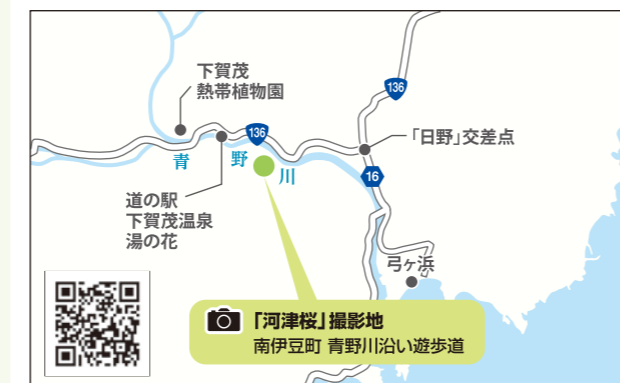 下賀茂
熱帯植物園
136
136
「日野」交差点
青野川
16
道の駅
下賀茂温泉
湯の花
弓ヶ浜
「河津桜」撮影地
南伊豆町 青野川沿い遊歩道